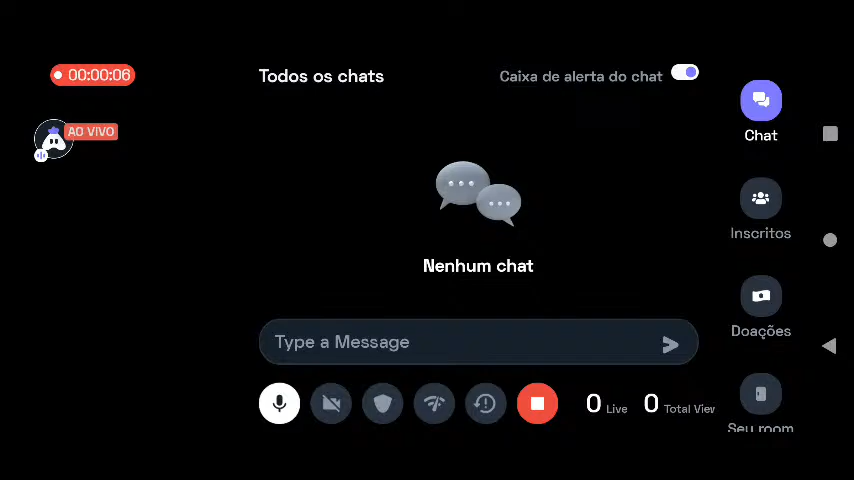 00:00:06
Todos os chats
Caixa de alerta do chat
AO VIVO
Chat
Inscritos
Nenhum chat
Doações
Type a Message
0 Live
0 Total View
Seu room